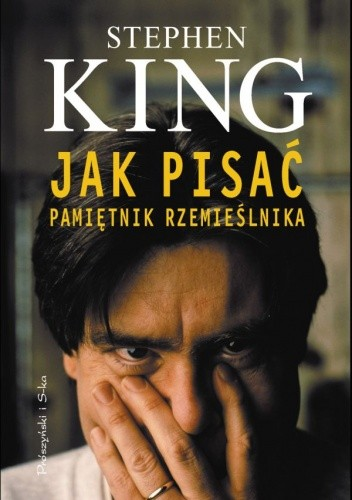 STEPHEN
KING
JAK PISAĆ
PAMIĘTNIK RZEMIEŚLNIKA
Prószyński i S-ka